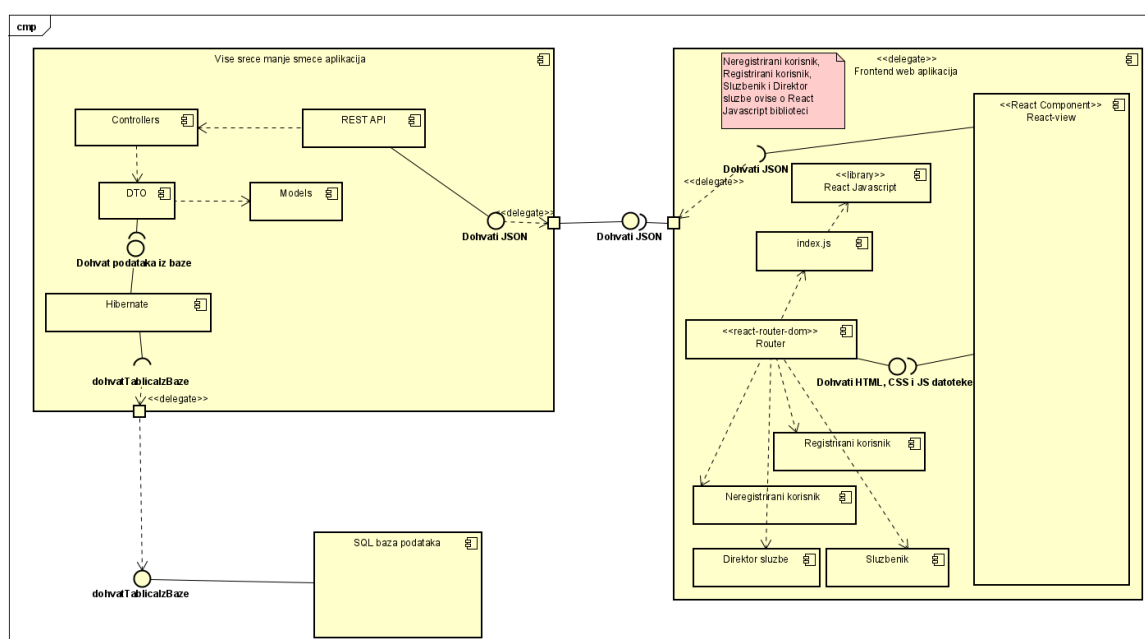 cmp
Vise srece manje smece aplikacija
Controllers
REST API
DTO
Models
<<delegate>>
Dohvati JSON
Dohvat podataka iz baze
Hibernate
dohvatTablicaIzBaze
<<delegate>>
Dohvati JSON
SQL baza podataka
dohvatTablicaIzBaze
Neregistrirani korisnik,
Registrirani korisnik,
Sluzbenik i Direktor
sluzbe ovise o React
Javascript biblioteci
<<delegate>>
Frontend web aplikacija
<<React Component>>
React-view
Dohvati JSON
<<delegate>>
<<library>>
React Javascript
index.js
<<react-router-dom>>
Router
Dohvati HTML, CSS i JS datoteke
Registrirani korisnik
Neregistrirani korisnik
Direktor sluzbe
Sluzbenik